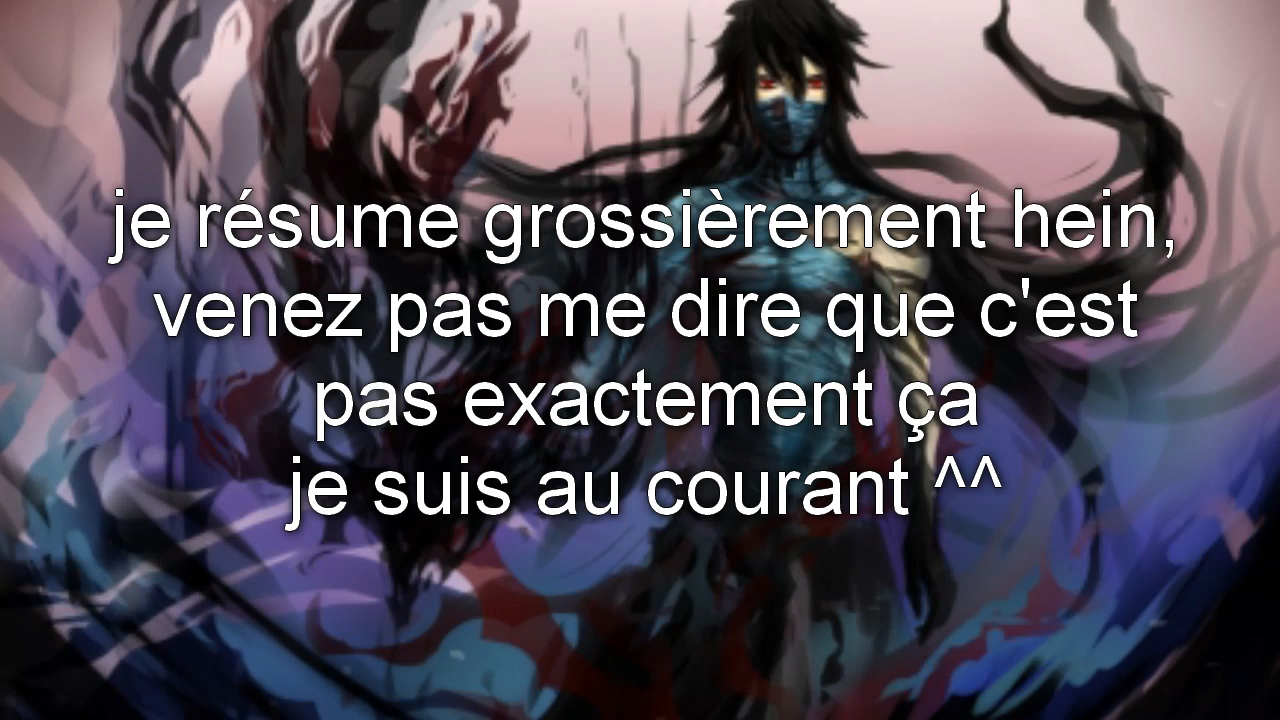 je résume grossièrement hein,
venez pas me dire que c'est
pas exactement ça
je suis au courant ^^